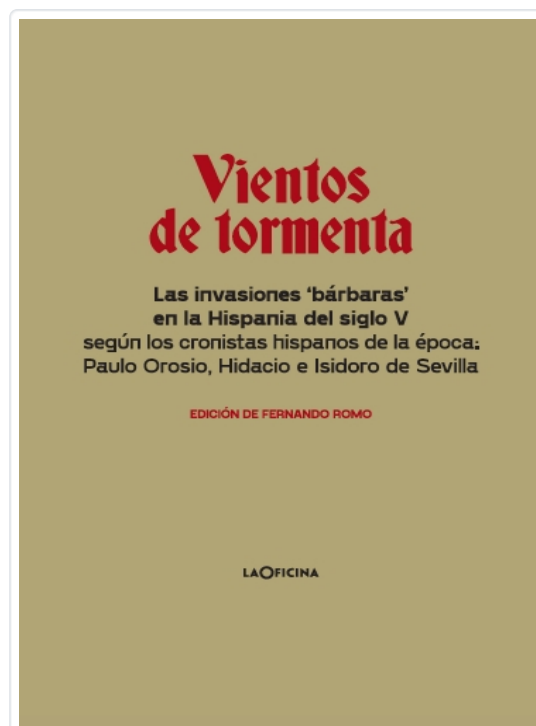 Vientos
de tormenta
Las invasiones ‘bárbaras’
en la Hispania del siglo V
según los cronistas hispanos de la época:
Paulo Orosio, Hidacio e Isidoro de Sevilla
EDICIÓN DE FERNANDO ROMO
LAOFICINA